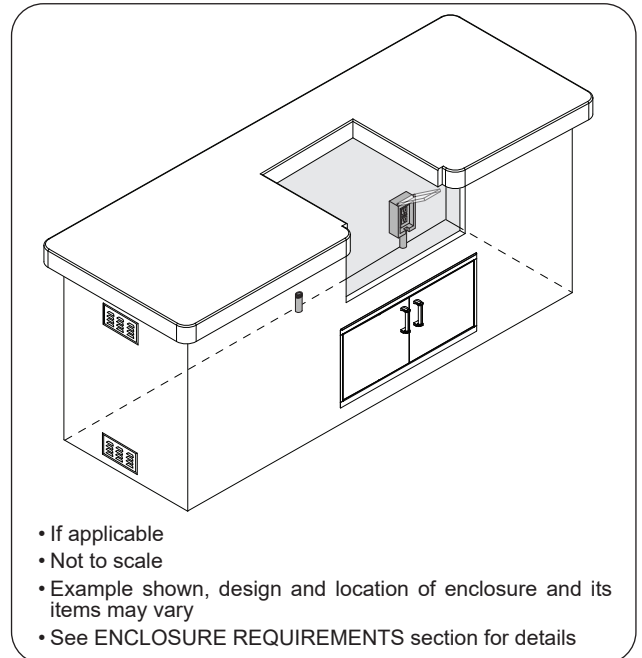 • If applicable
• Not to scale
• Example shown, design and location of enclosure and its
items may vary
• See ENCLOSURE REQUIREMENTS section for details